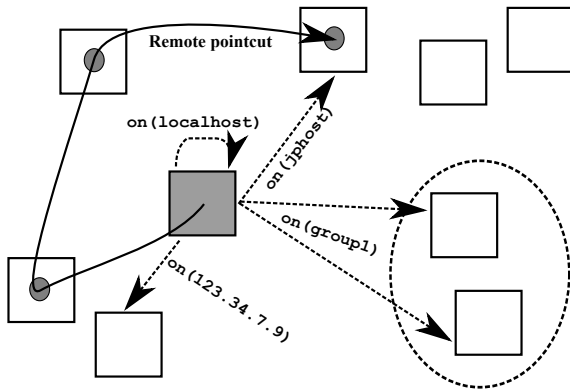 Remote pointcut
on(localhost)
on(jphost)
on(group1)
on(123.34.7.9)